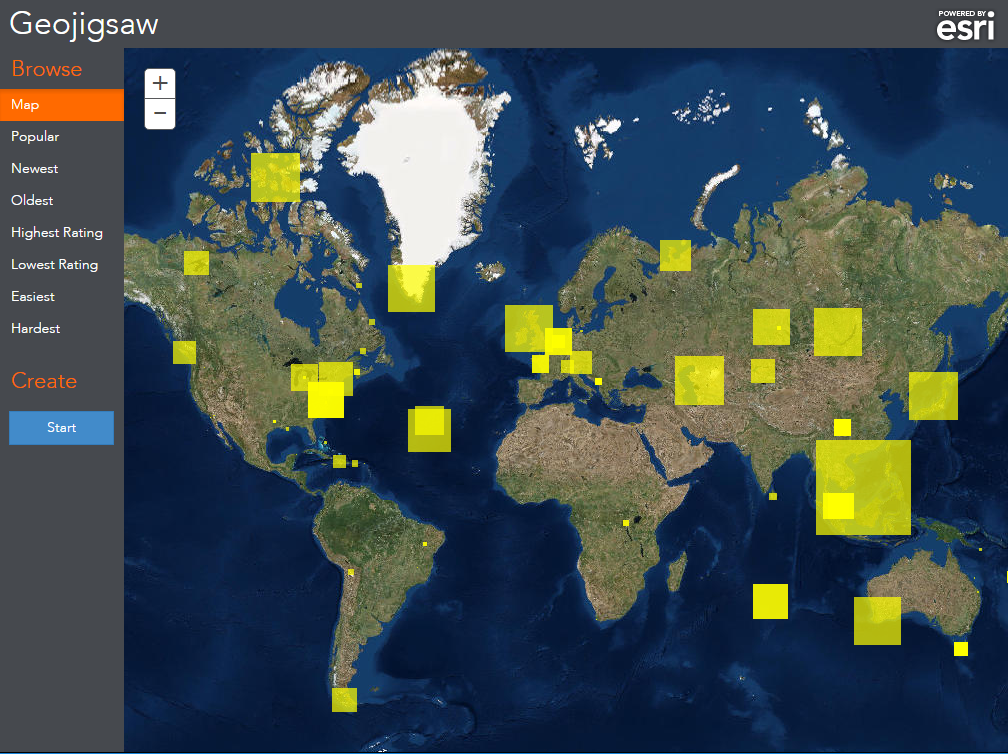 Geojigsaw
POWERED BY
esri
Browse
Map
Popular
Newest
Oldest
Highest Rating
Lowest Rating
Easiest
Hardest
Create
Start
+
−